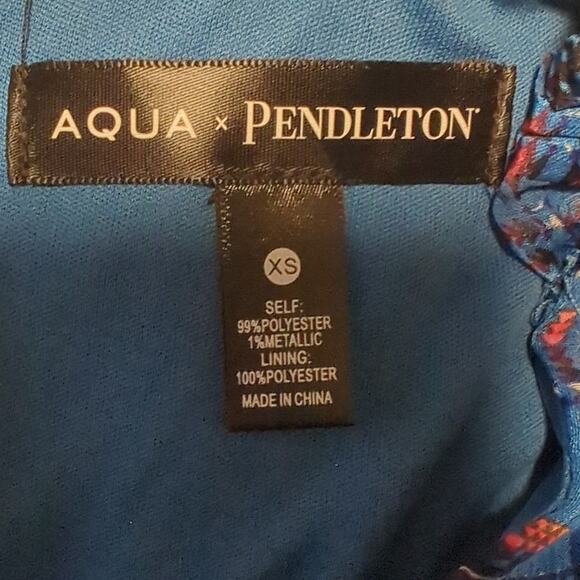 AQUA × PENDLETON
XS
SELF:
99%POLYESTER
1%METALLIC
LINING:
100%POLYESTER
MADE IN CHINA